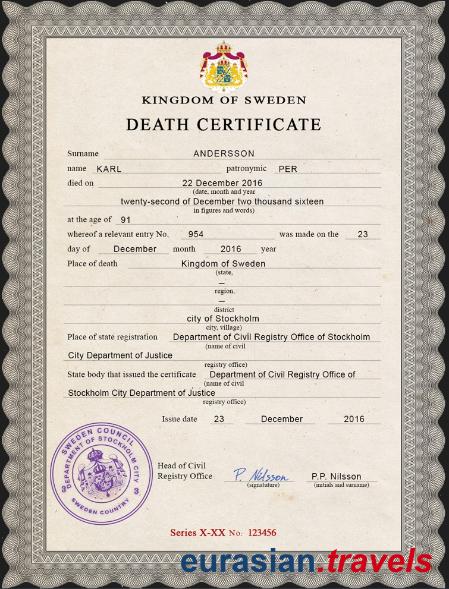 KINGDOM OF SWEDEN
DEATH CERTIFICATE
Surname ANDERSSON
name KARL patronymic PER
died on 22 December 2016
(date, month and year
twenty-second of December two thousand sixteen
in figures and words)
at the age of 91
whereof a relevant entry No. 954 was made on the 23
day of December month 2016 year
Place of death Kingdom of Sweden
(state,
—
region,
—
district
city of Stockholm
city, village)
Place of state registration Department of Civil Registry Office of Stockholm
(name of civil
City Department of Justice
registry office)
State body that issued the certificate Department of Civil Registry Office of
(name of civil
Stockholm City Department of Justice
registry office)
Issue date 23 December 2016
SWEDEN COUNCIL
DEPARTMENT OF STOCKHOLM CITY
3 3
SWEDEN COUNTRY
Head of Civil
Registry Office P. Nilsson P.P. Nilsson
(signature) (initials and surname)
Series X-XX No. 123456
eurasian.travels